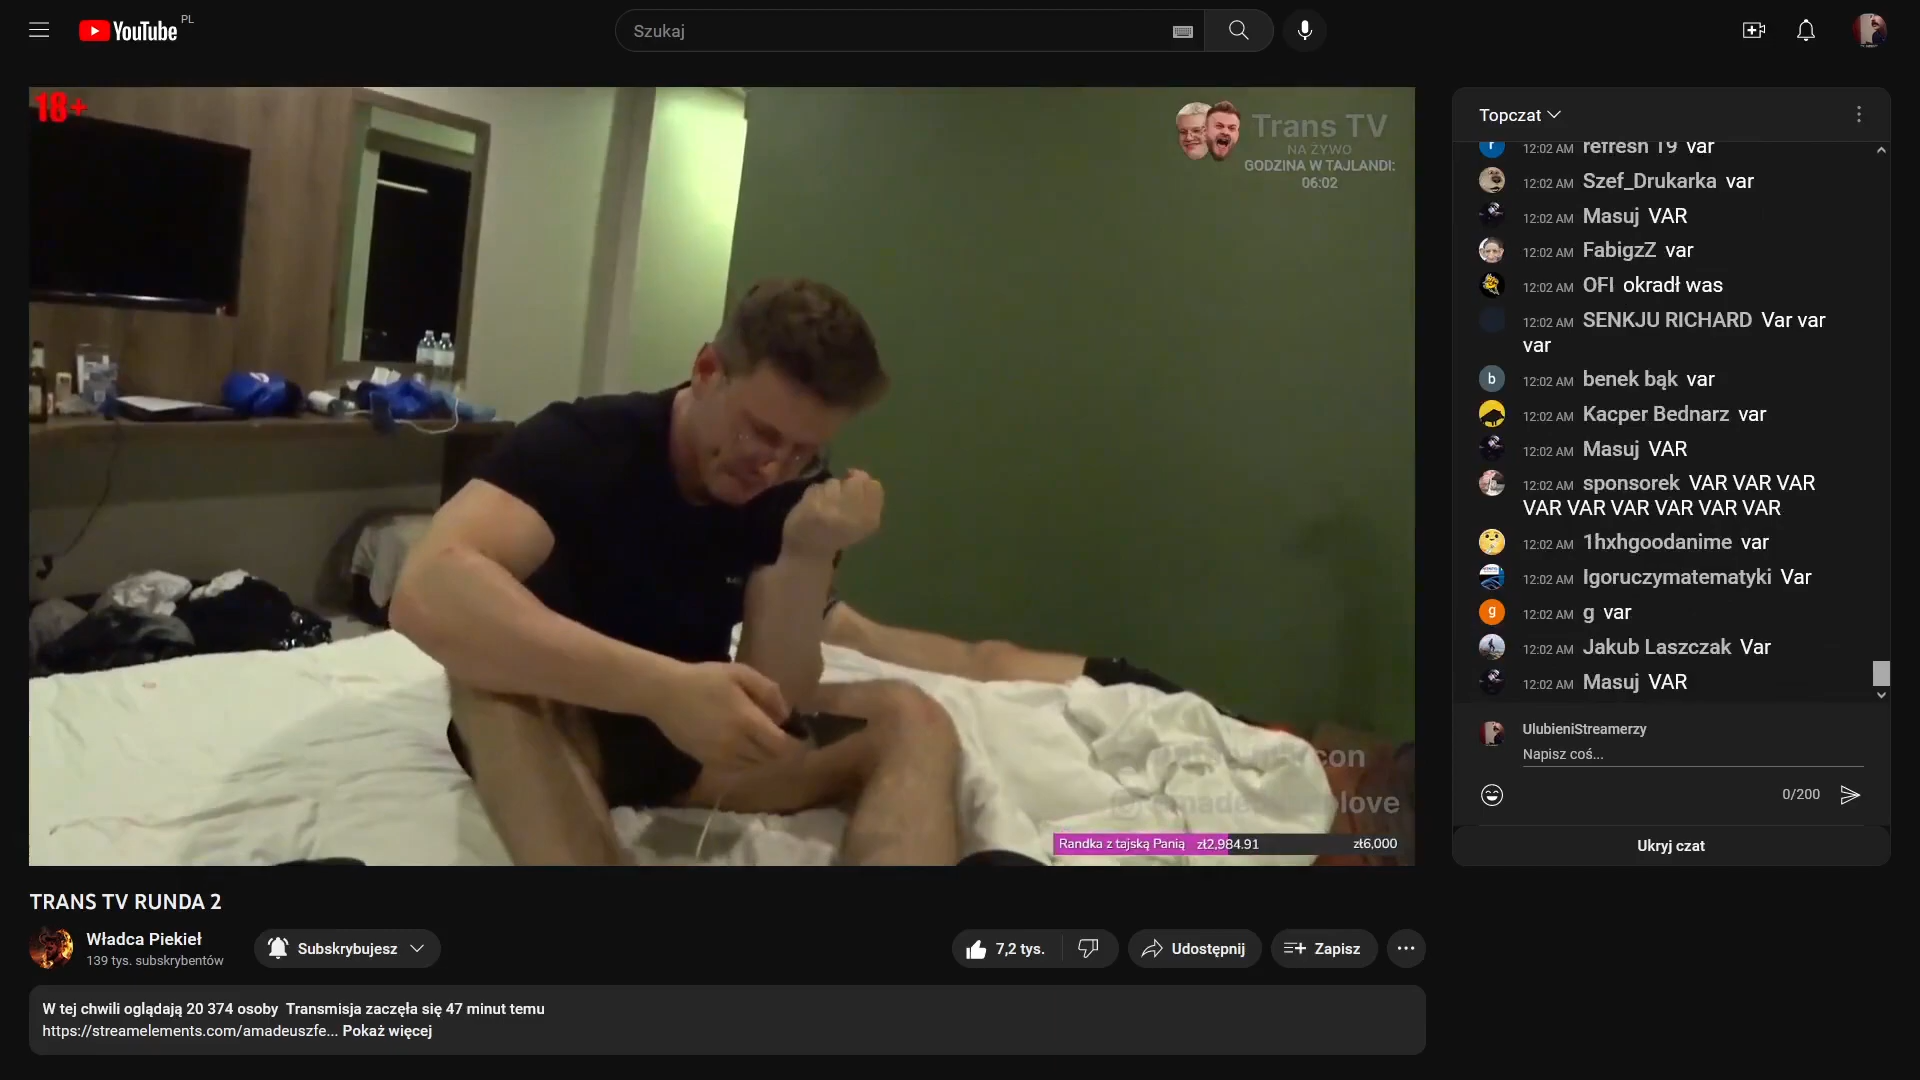 YouTube PL
Szukaj
18+
Trans TV
NA ŻYWO
GODZINA W TAJLANDI:
06:02
Randka z tajską Panią zł2,984.91 zł6,000
Topczat
12:02 AM refresh T9 var
12:02 AM Szef_Drukarka var
12:02 AM Masuj VAR
12:02 AM FabigzZ var
12:02 AM OFI okradł was
12:02 AM SENKJU RICHARD Var var
var
b 12:02 AM benek bąk var
12:02 AM Kacper Bednarz var
12:02 AM Masuj VAR
12:02 AM sponsorek VAR VAR VAR
VAR VAR VAR VAR VAR VAR
12:02 AM 1hxhgoodanime var
12:02 AM Igoruczymatematyki Var
g 12:02 AM g var
12:02 AM Jakub Laszczak Var
12:02 AM Masuj VAR
UlubieniStreamerzy
Napisz coś...
0/200
Ukryj czat
TRANS TV RUNDA 2
Władca Piekieł
139 tys. subskrybentów
Subskrybujesz
7,2 tys.
Udostępnij
Zapisz
W tej chwili oglądają 20 374 osoby Transmisja zaczęła się 47 minut temu
https://streamelements.com/amadeuszfe... Pokaż więcej